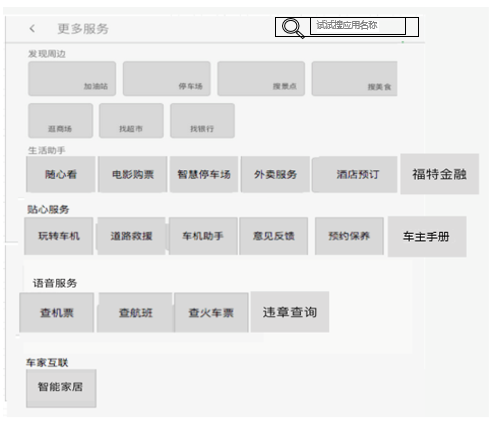 < 更多服务
试试搜应用名称
发现周边
加油站 停车场 搜景点 搜美食
逛商场 找超市 找银行
生活助手
随心看 电影购票 智慧停车场 外卖服务 酒店预订 福特金融
贴心服务
玩转车机 道路救援 车机助手 意见反馈 预约保养 车主手册
语音服务
查机票 查航班 查火车票 违章查询
车家互联
智能家居